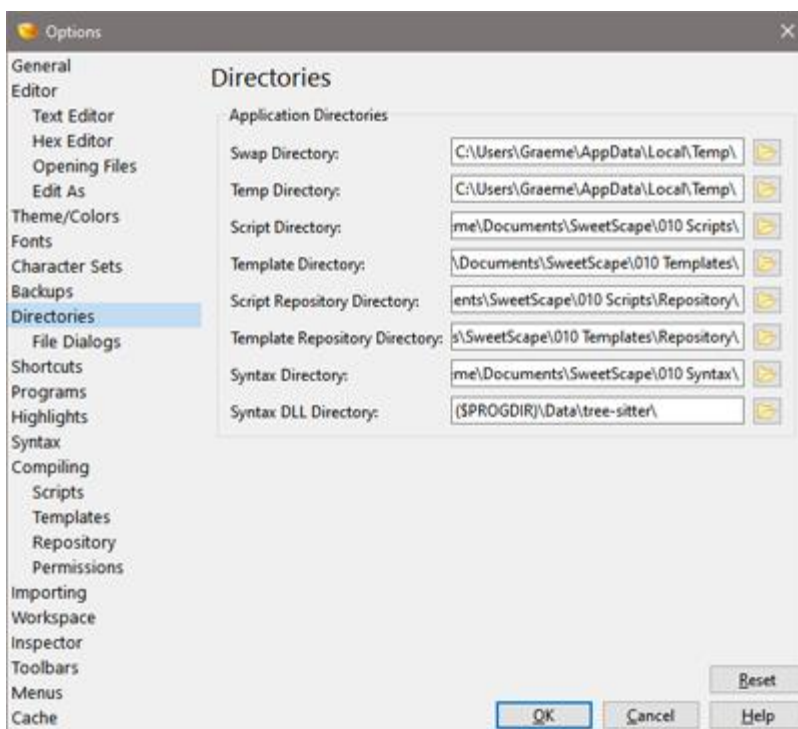 Options
General
Editor
Text Editor
Hex Editor
Opening Files
Edit As
Theme/Colors
Fonts
Character Sets
Backups
Directories
File Dialogs
Shortcuts
Programs
Highlights
Syntax
Compiling
Scripts
Templates
Repository
Permissions
Importing
Workspace
Inspector
Toolbars
Menus
Cache
Directories
Application Directories
Swap Directory: C:\Users\Graeme\AppData\Local\Temp\
Temp Directory: C:\Users\Graeme\AppData\Local\Temp\
Script Directory: me\Documents\SweetScape\010 Scripts\
Template Directory: \Documents\SweetScape\010 Templates\
Script Repository Directory: ents\SweetScape\010 Scripts\Repository\
Template Repository Directory: s\SweetScape\010 Templates\Repository\
Syntax Directory: me\Documents\SweetScape\010 Syntax\
Syntax DLL Directory: ($PROGDIR)\Data\tree-sitter\
Reset
OK Cancel Help